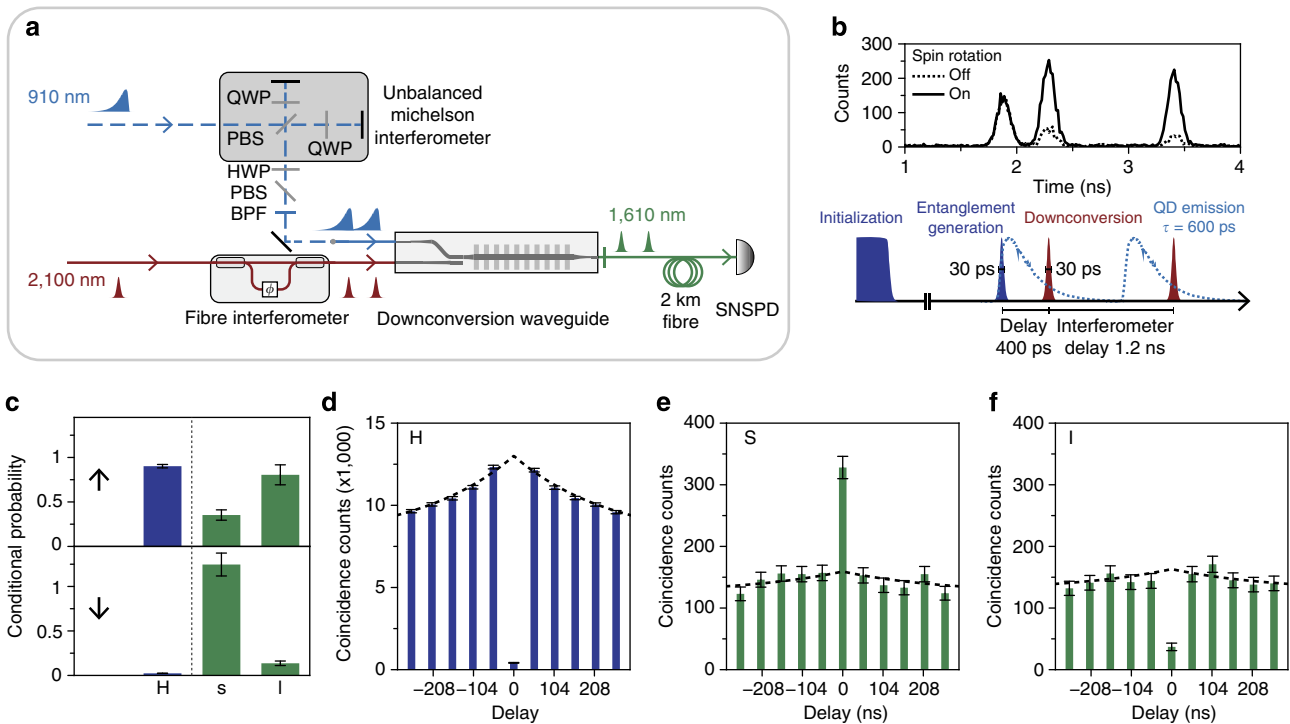 a
910 nm
QWP
PBS
QWP
Unbalanced
michelson
interferometer
HWP
PBS
BPF
1,610 nm
2,100 nm
ϕ
Fibre interferometer
Downconversion waveguide
2 km
fibre
SNSPD
b
Counts
300
200
100
0
Spin rotation
Off
On
1
2
3
4
Time (ns)
Initialization
Entanglement
generation
Downconversion
QD emission
τ = 600 ps
30 ps
30 ps
Delay
400 ps
Interferometer
delay 1.2 ns
c
Conditional probability
1
0.5
0
↑
1
0.5
0
↓
H
s
I
d
Coincidence counts (x1,000)
15
10
5
0
H
−208
−104
0
104
208
Delay
e
Coincidence counts
400
300
200
100
0
S
−208
−104
0
104
208
Delay (ns)
f
Coincidence counts
400
300
200
100
0
I
−208
−104
0
104
208
Delay (ns)